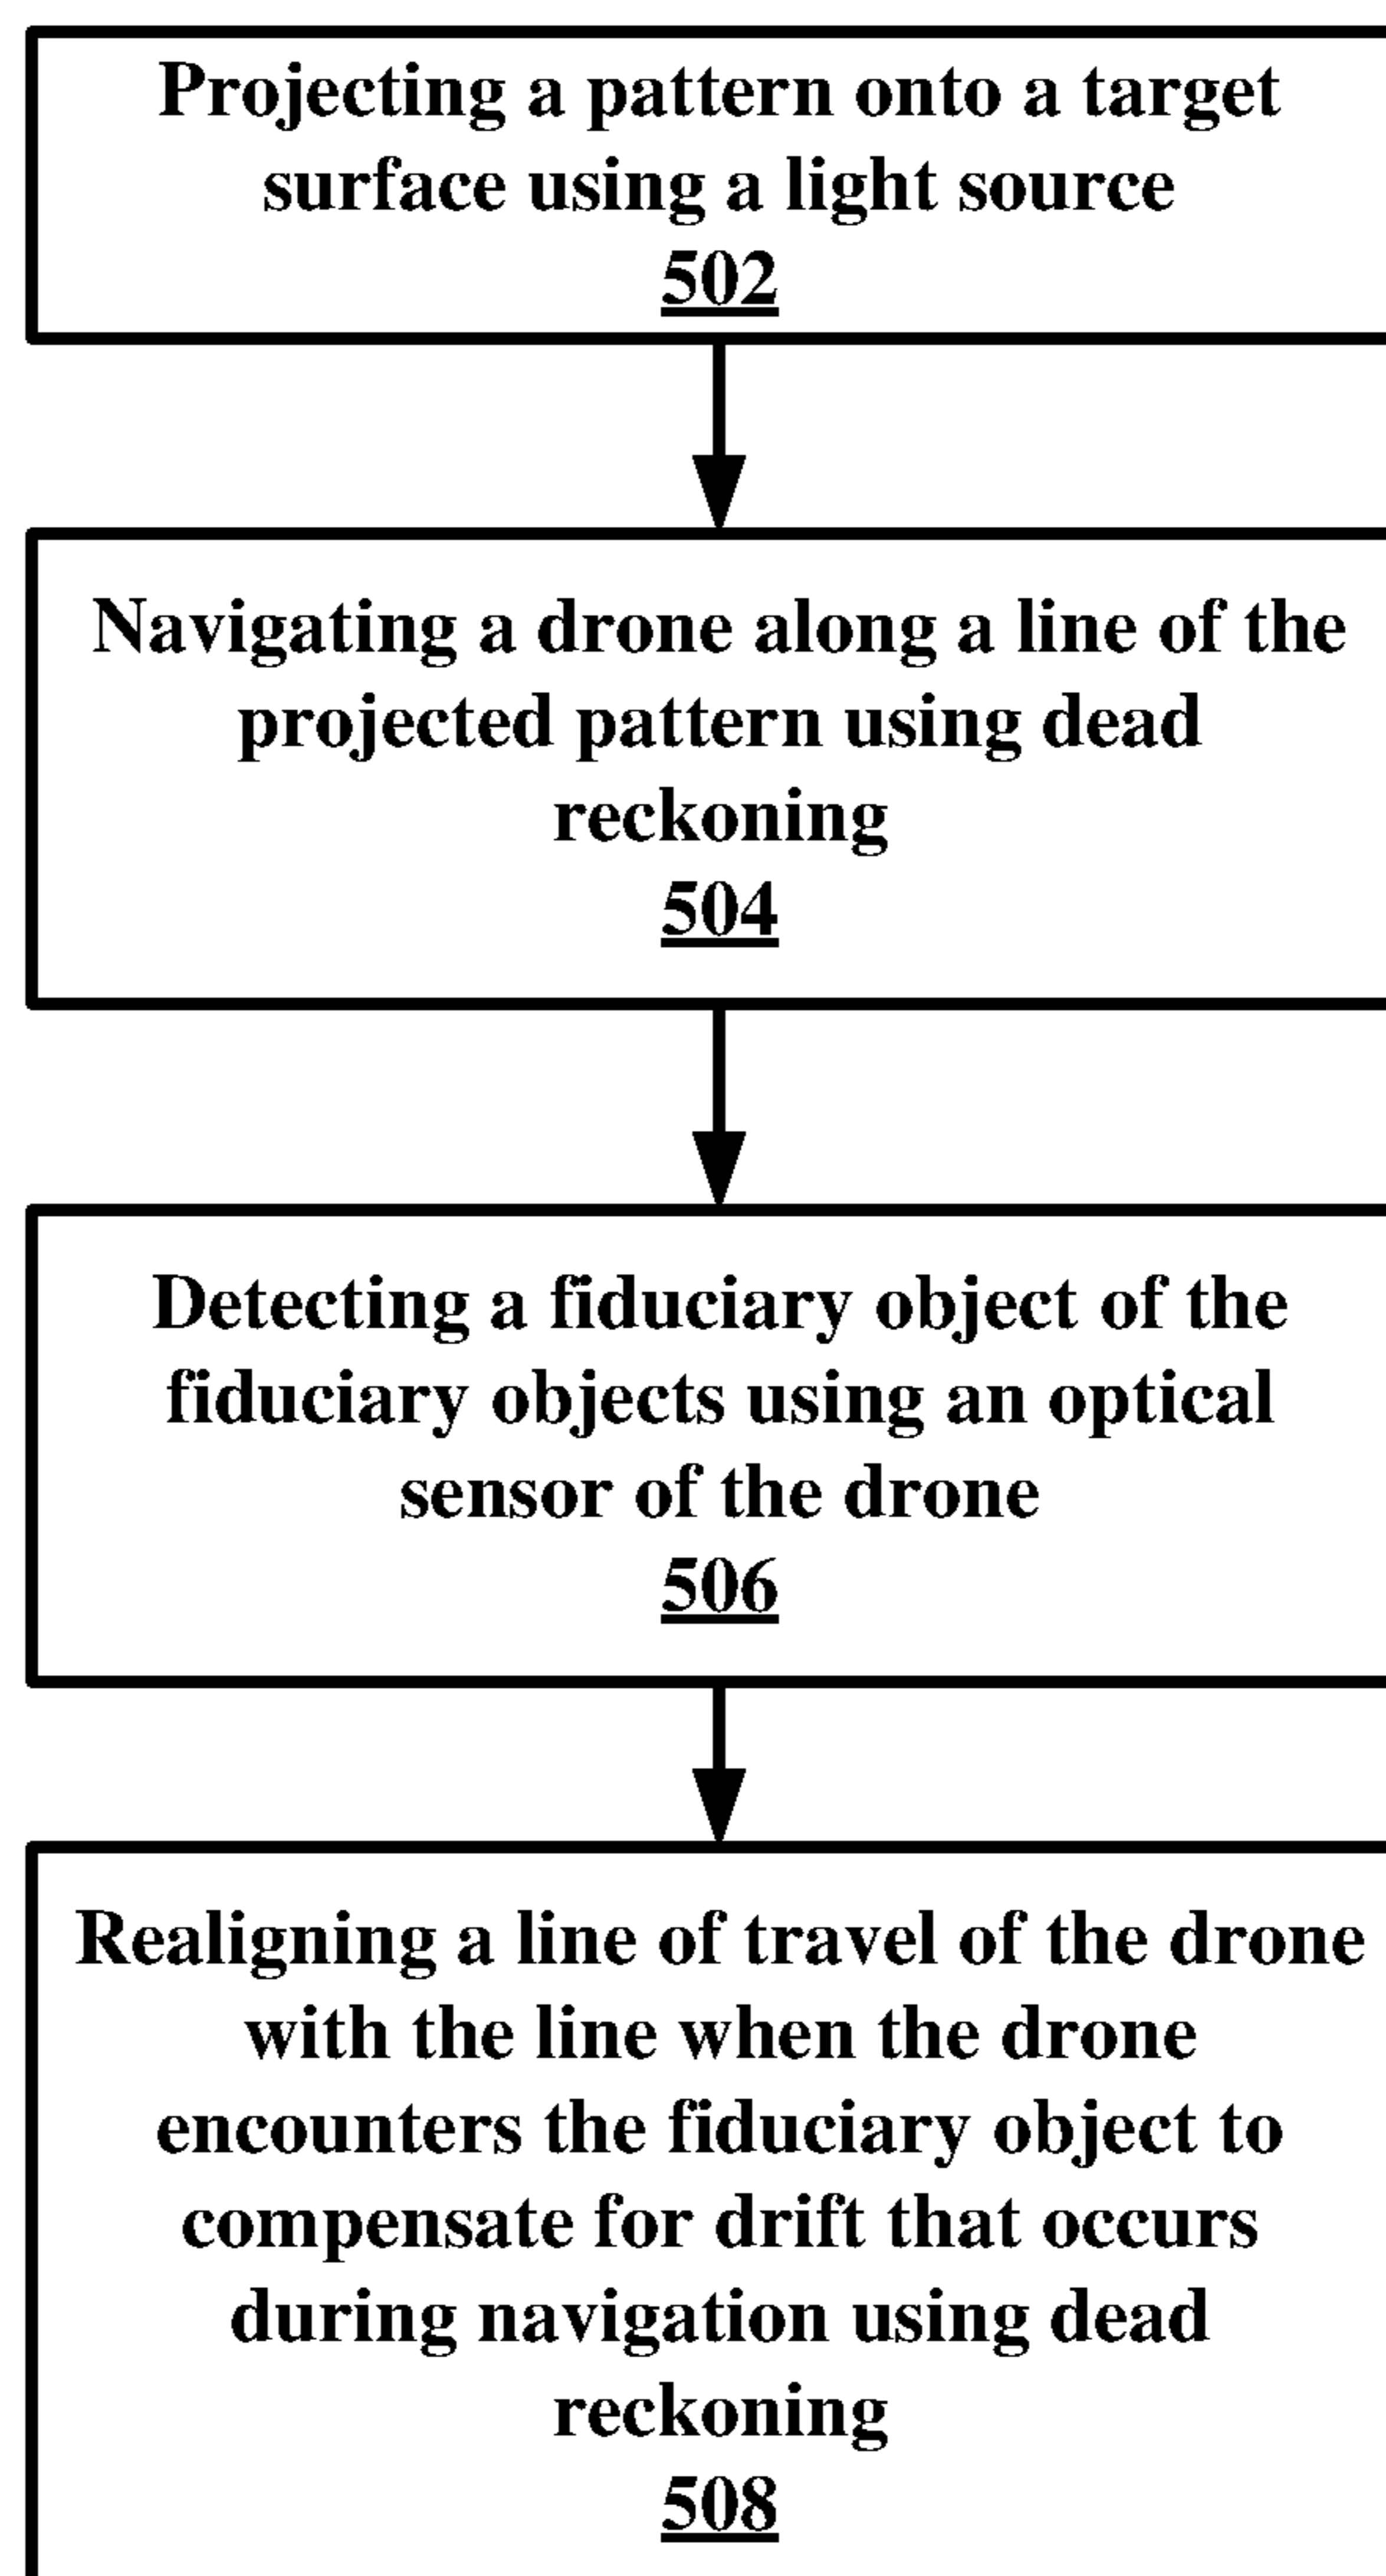 Projecting a pattern onto a target
surface using a light source
502
Navigating a drone along a line of the
projected pattern using dead
reckoning
504
Detecting a fiduciary object of the
fiduciary objects using an optical
sensor of the drone
506
Realigning a line of travel of the drone
with the line when the drone
encounters the fiduciary object to
compensate for drift that occurs
during navigation using dead
reckoning
508